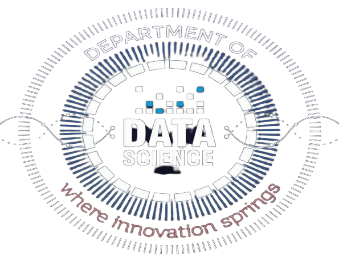 DEPARTMENT OF
DATA
SCIENCE
where innovation springs